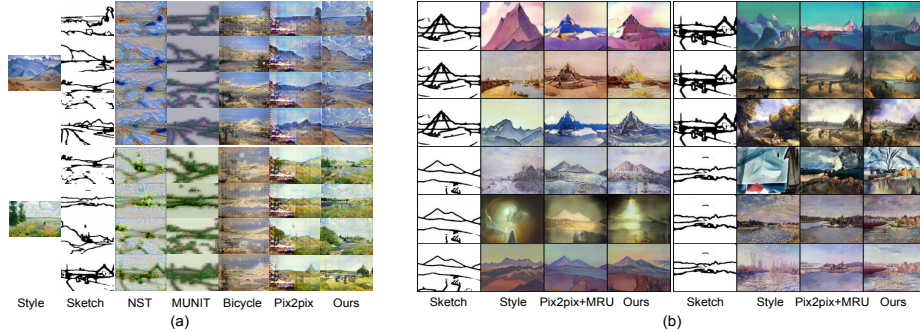 Style Sketch NST MUNIT Bicycle Pix2pix Ours
(a)
Sketch Style Pix2pix+MRU Ours Sketch Style Pix2pix+MRU Ours
(b)